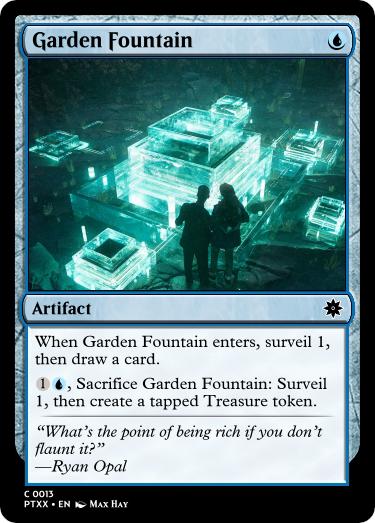 Garden Fountain
Artifact
When Garden Fountain enters, surveil 1,
then draw a card.
1, Sacrifice Garden Fountain: Surveil
1, then create a tapped Treasure token.
“What’s the point of being rich if you don’t
flaunt it?”
—Ryan Opal
C 0013
PTXX • EN Max Hay